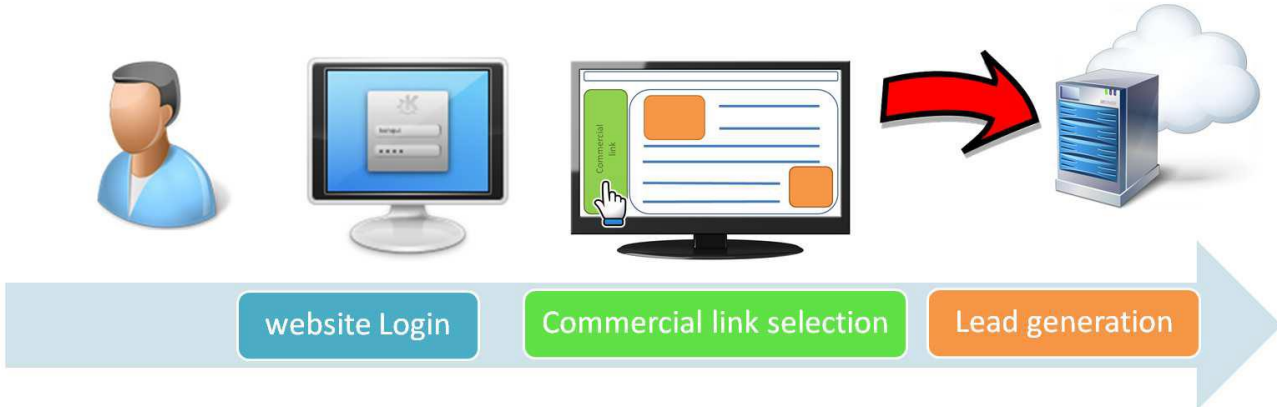 Commercial
link
website Login
Commercial link selection
Lead generation